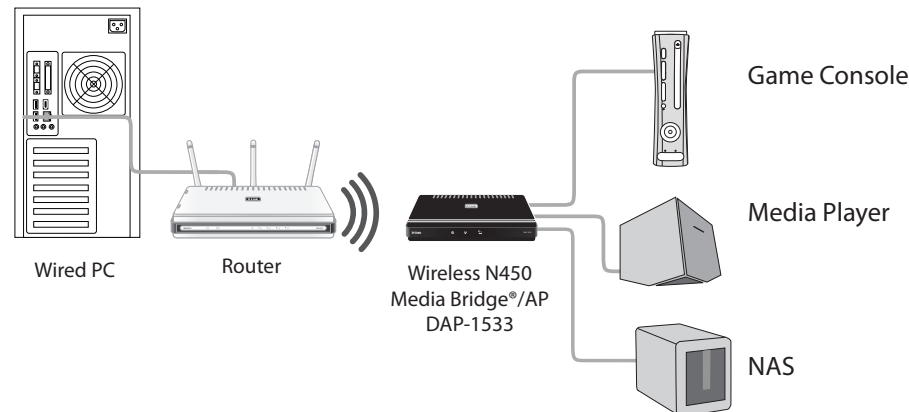 Wired PC
Router
Wireless N450
Media Bridge®/AP
DAP-1533
Game Console
Media Player
NAS